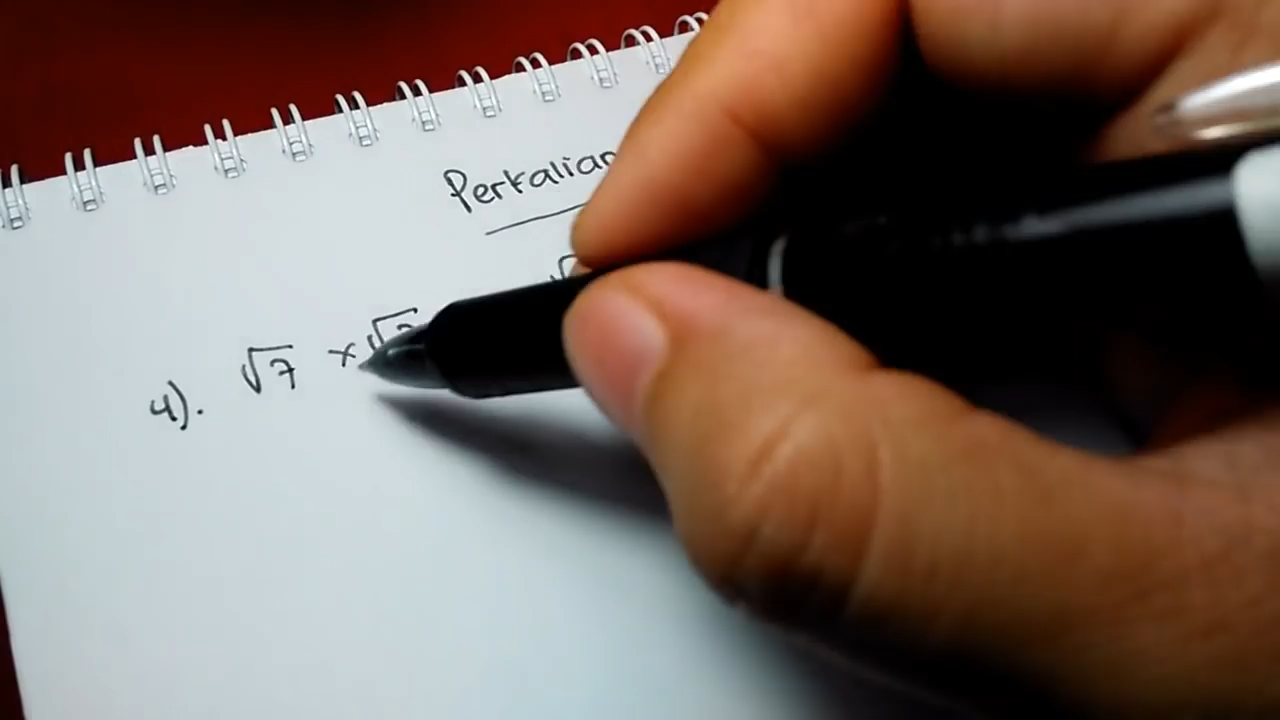 Perkalian
4). √7 × √